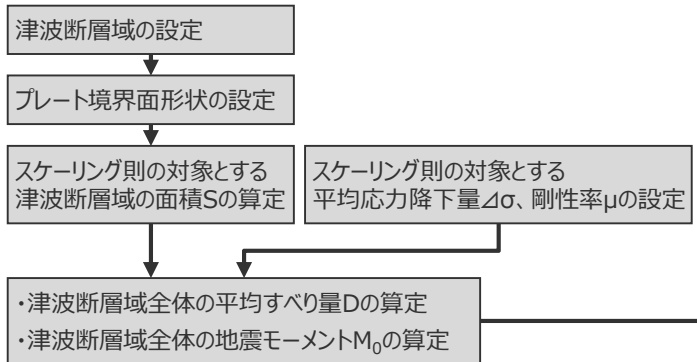 津波断層域の設定
プレート境界面形状の設定
スケーリング則の対象とする
津波断層域の面積Sの算定
スケーリング則の対象とする
平均応力降下量⊿σ、剛性率μの設定
・津波断層域全体の平均すべり量Dの算定
・津波断層域全体の地震モーメントM₀の算定